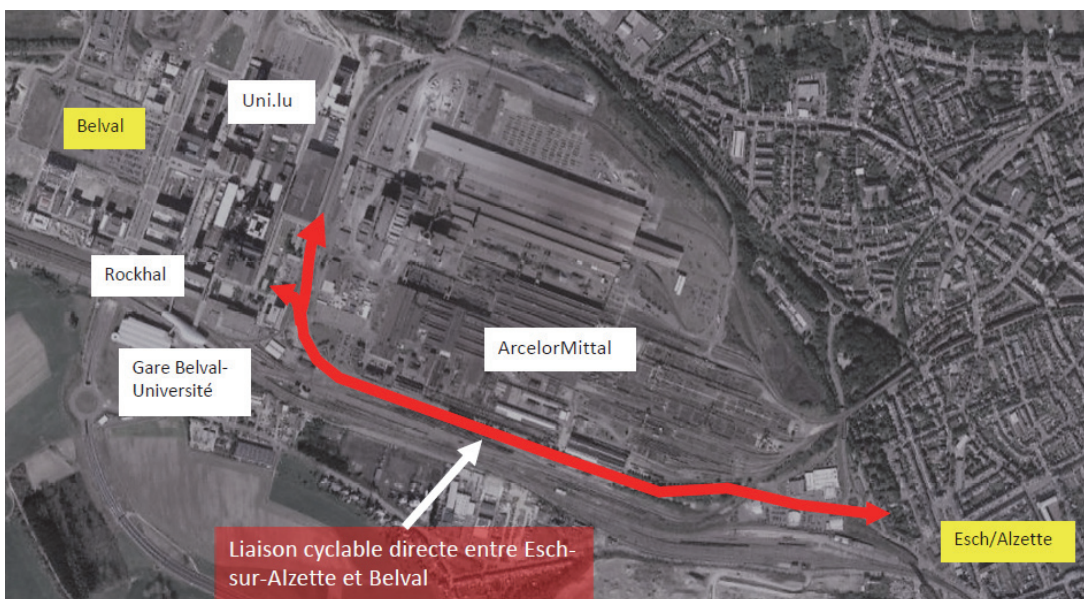 Uni.lu
Belval
Rockhal
Gare Belval-
Université
ArcelorMittal
Liaison cyclable directe entre Esch-
sur-Alzette et Belval
Esch/Alzette